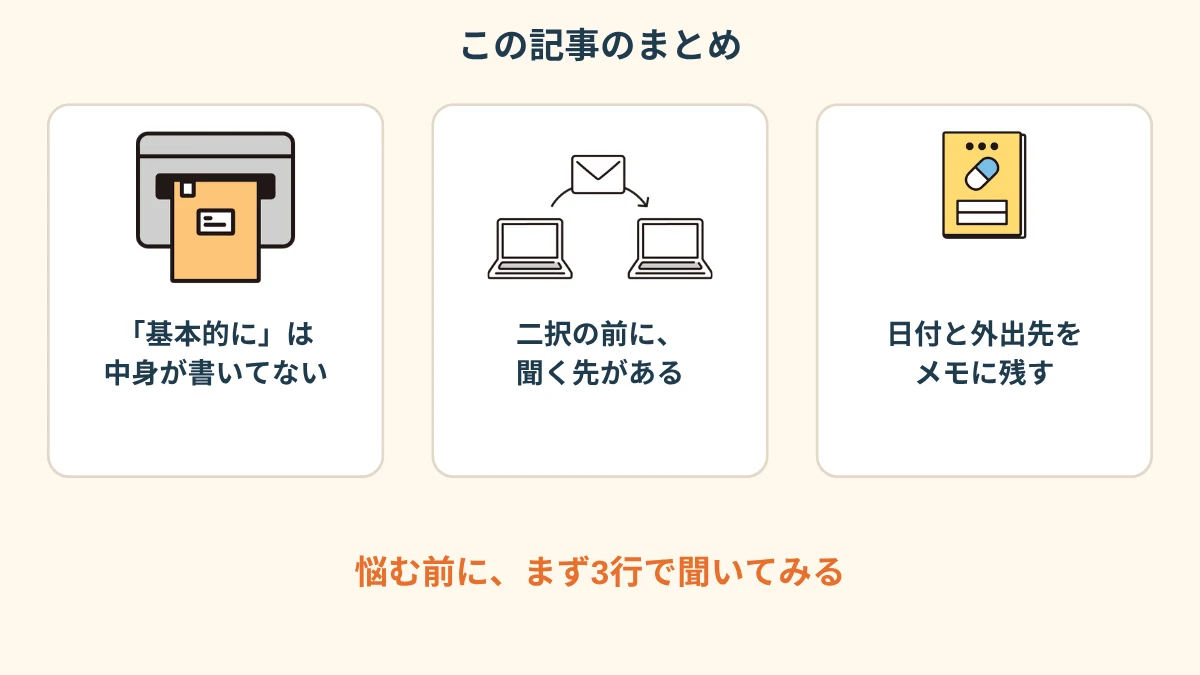 この記事のまとめ
「基本的に」は
中身が書いてない
二択の前に、
聞く先がある
日付と外出先を
メモに残す
悩む前に、まず3行で聞いてみる